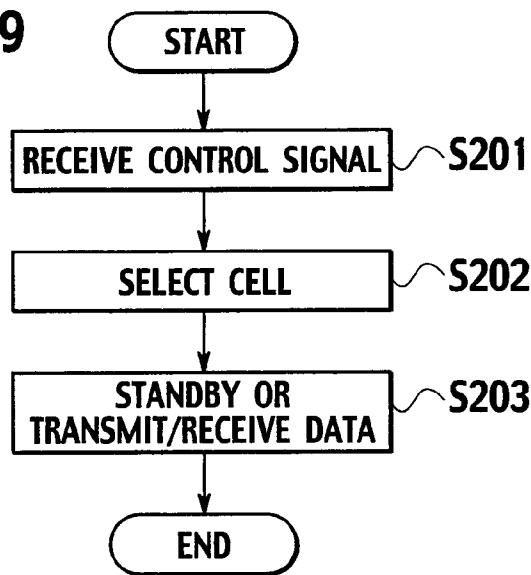 9
START
RECEIVE CONTROL SIGNAL
S201
SELECT CELL
S202
STANDBY OR
TRANSMIT/RECEIVE DATA
S203
END